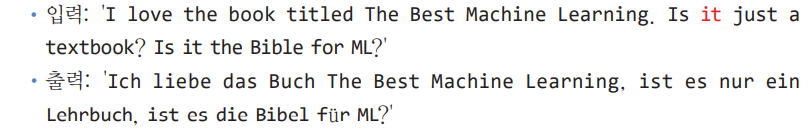 • 입력: 'I love the book titled The Best Machine Learning. Is it just a
textbook? Is it the Bible for ML?'
• 출력: 'Ich liebe das Buch The Best Machine Learning, ist es nur ein
Lehrbuch, ist es die Bibel für ML?'